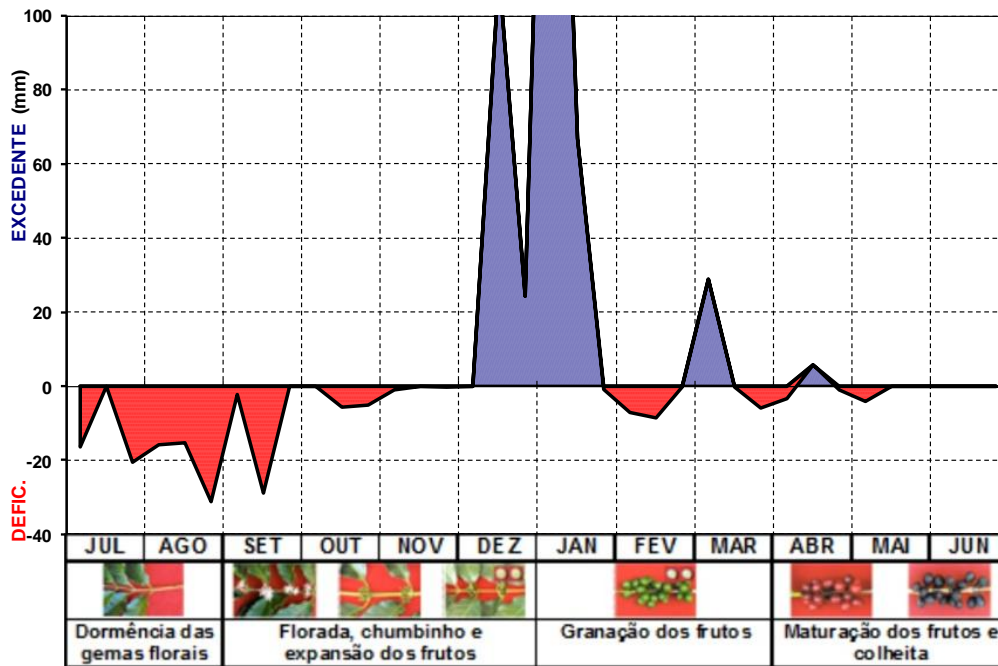 EXCEDENTE (mm)
DEFIC.
100
80
60
40
20
0
-20
-40
JUL AGO SET OUT NOV DEZ JAN FEV MAR ABR MAI JUN
Dormência das
gemas florais
Florada, chumbinho e
expansão dos frutos
Granação dos frutos
Maturação dos frutos e
colheita